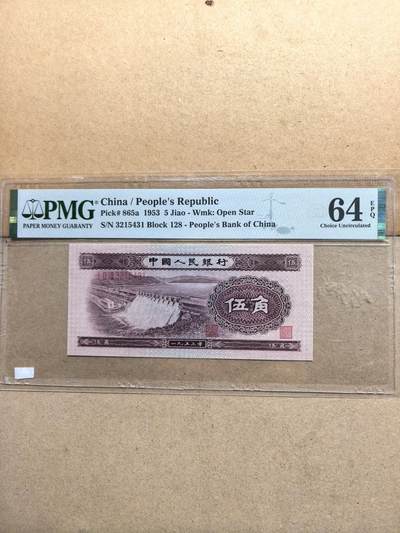 PMG
PAPER MONEY GUARANTY
China / People's Republic
Pick# 865a 1953 5 Jiao - Wmk: Open Star
S/N 3215431 Block 128 - People's Bank of China
64 EPQ
Choice Uncirculated
中國人民銀行
伍角
一九五三年